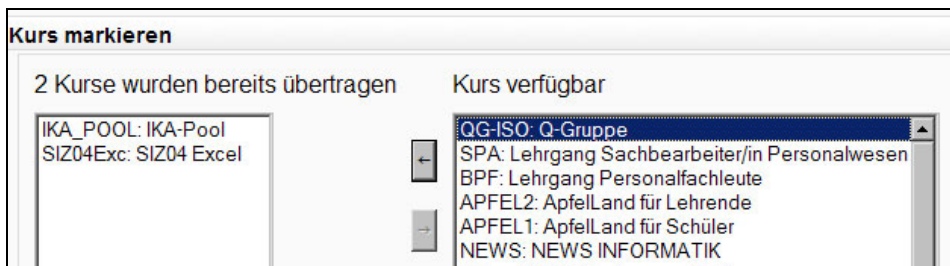 Kurs markieren
2 Kurse wurden bereits übertragen
Kurs verfügbar
IKA_POOL: IKA-Pool
SIZ04Exc: SIZ04 Excel
←
→
QG-ISO: Q-Gruppe
SPA: Lehrgang Sachbearbeiter/in Personalwesen
BPF: Lehrgang Personalfachleute
APFEL2: ApfelLand für Lehrende
APFEL1: ApfelLand für Schüler
NEWS: NEWS INFORMATIK